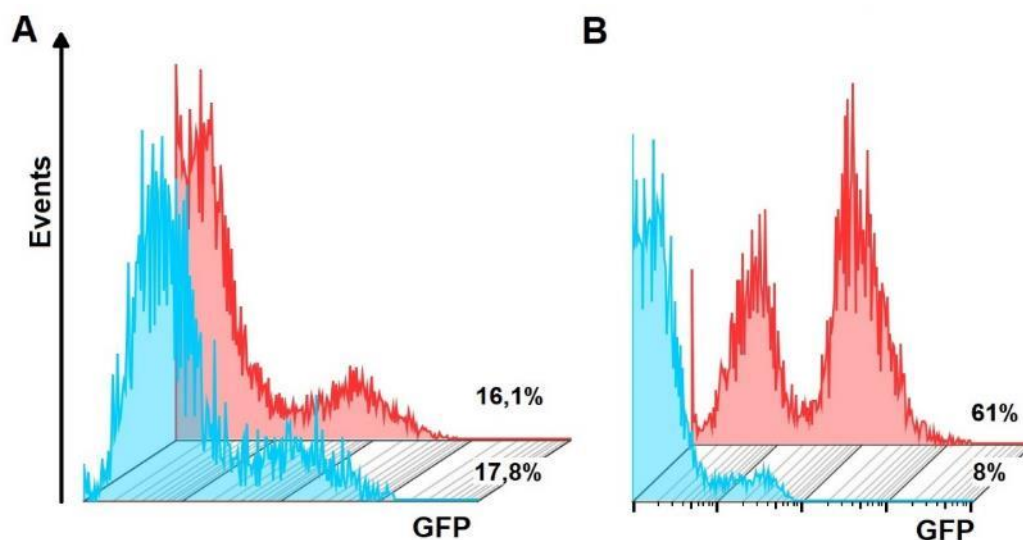 A
Events
16,1%
17,8%
GFP
B
61%
8%
GFP